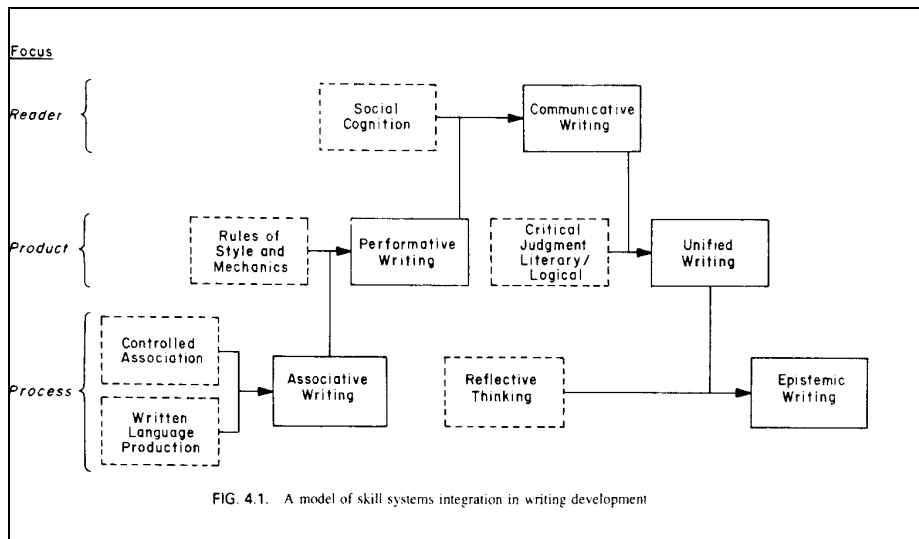 Focus
Reader
Social
Cognition
Communicative
Writing
Product
Rules of
Style and
Mechanics
Performative
Writing
Critical
Judgment
Literary/
Logical
Unified
Writing
Process
Controlled
Association
Written
Language
Production
Associative
Writing
Reflective
Thinking
Epistemic
Writing
FIG. 4.1. A model of skill systems integration in writing development